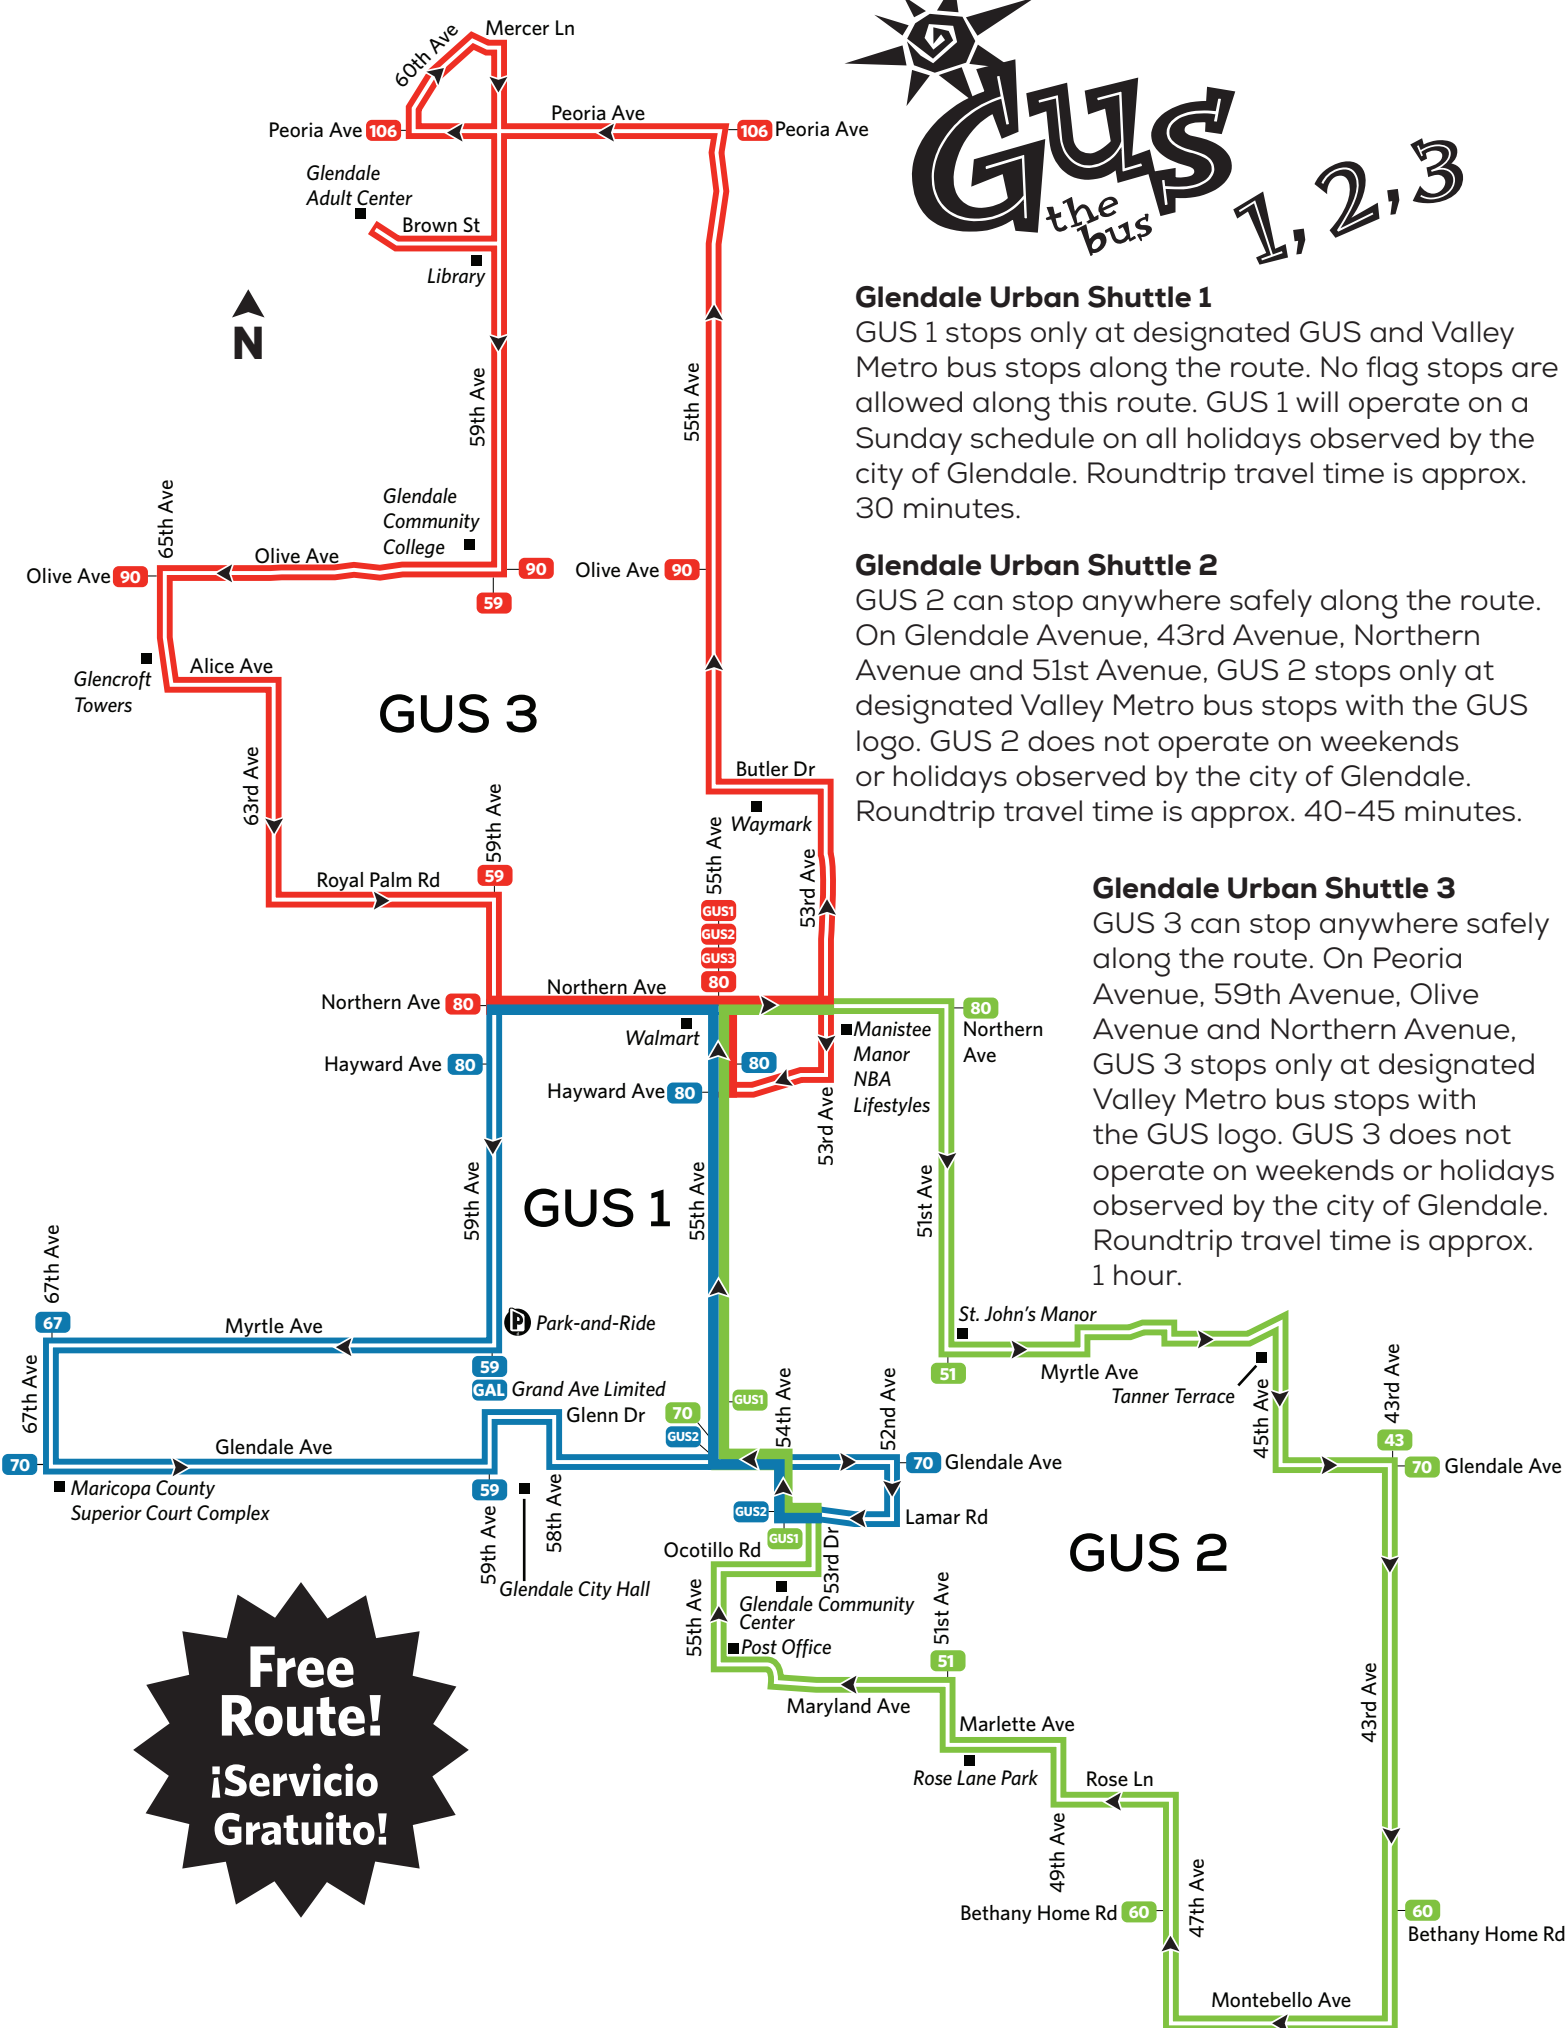 Gus
the
bus
1, 2, 3
60th Ave
Mercer Ln
Peoria Ave 106
Peoria Ave
106 Peoria Ave
Glendale
Adult Center
Brown St
Library
N
59th Ave
55th Ave
Glendale
Community
College
65th Ave
Olive Ave 90
Olive Ave
90
59
Olive Ave 90
Glencroft
Towers
Alice Ave
GUS 3
63rd Ave
Royal Palm Rd
59th Ave
59
Butler Dr
Waymark
55th Ave
GUS1
GUS2
GUS3
80
53rd Ave
Northern Ave 80
Northern Ave
Walmart
Hayward Ave 80
Hayward Ave 80
80
Manistee
Manor
NBA
Lifestyles
80
Northern
Ave
53rd Ave
Glendale Urban Shuttle 1
GUS 1 stops only at designated GUS and Valley
Metro bus stops along the route. No flag stops are
allowed along this route. GUS 1 will operate on a
Sunday schedule on all holidays observed by the
city of Glendale. Roundtrip travel time is approx.
30 minutes.
Glendale Urban Shuttle 2
GUS 2 can stop anywhere safely along the route.
On Glendale Avenue, 43rd Avenue, Northern
Avenue and 51st Avenue, GUS 2 stops only at
designated Valley Metro bus stops with the GUS
logo. GUS 2 does not operate on weekends
or holidays observed by the city of Glendale.
Roundtrip travel time is approx. 40-45 minutes.
Glendale Urban Shuttle 3
GUS 3 can stop anywhere safely
along the route. On Peoria
Avenue, 59th Avenue, Olive
Avenue and Northern Avenue,
GUS 3 stops only at designated
Valley Metro bus stops with
the GUS logo. GUS 3 does not
operate on weekends or holidays
observed by the city of Glendale.
Roundtrip travel time is approx.
1 hour.
59th Ave
GUS 1
55th Ave
51st Ave
67th Ave
67
Myrtle Ave
P Park-and-Ride
59
GAL Grand Ave Limited
67th Ave
Glenn Dr
70
GUS2
GUS1
54th Ave
52nd Ave
St. John's Manor
51
Myrtle Ave
Tanner Terrace
45th Ave
43rd Ave
43
70 Glendale Ave
70
Glendale Ave
Maricopa County
Superior Court Complex
59
59th Ave
58th Ave
Glendale City Hall
70 Glendale Ave
GUS2
GUS1
Lamar Rd
Ocotillo Rd
53rd Dr
GUS 2
55th Ave
Glendale Community
Center
Post Office
51st Ave
51
Maryland Ave
Marlette Ave
Rose Lane Park
Rose Ln
43rd Ave
49th Ave
47th Ave
Bethany Home Rd 60
60
Bethany Home Rd
Montebello Ave
Free
Route!
¡Servicio
Gratuito!